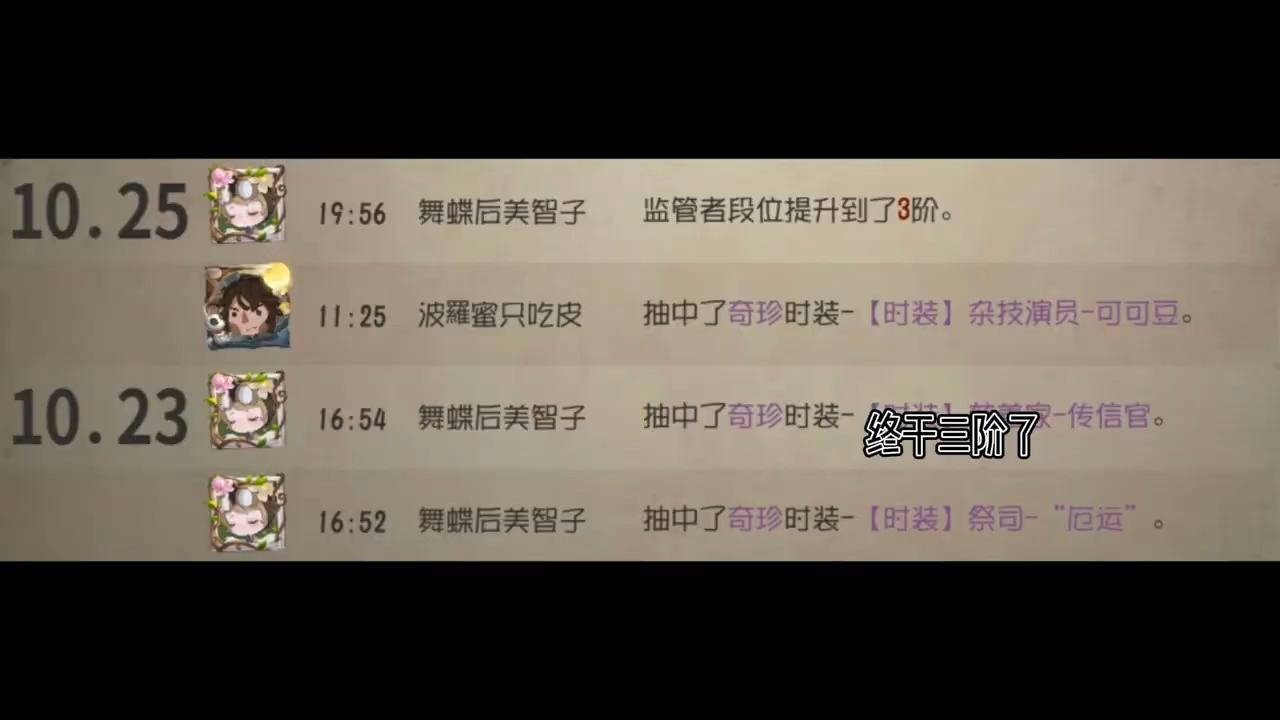 10.25 19:56 舞蝶后美智子 监管者段位提升到了3阶。
11:25 波羅蜜只吃皮 抽中了奇珍时装-【时装】杂技演员-可可豆。
10.23 16:54 舞蝶后美智子 抽中了奇珍时装-家-传信官。
终于三阶了
16:52 舞蝶后美智子 抽中了奇珍时装-【时装】祭司-“厄运”。